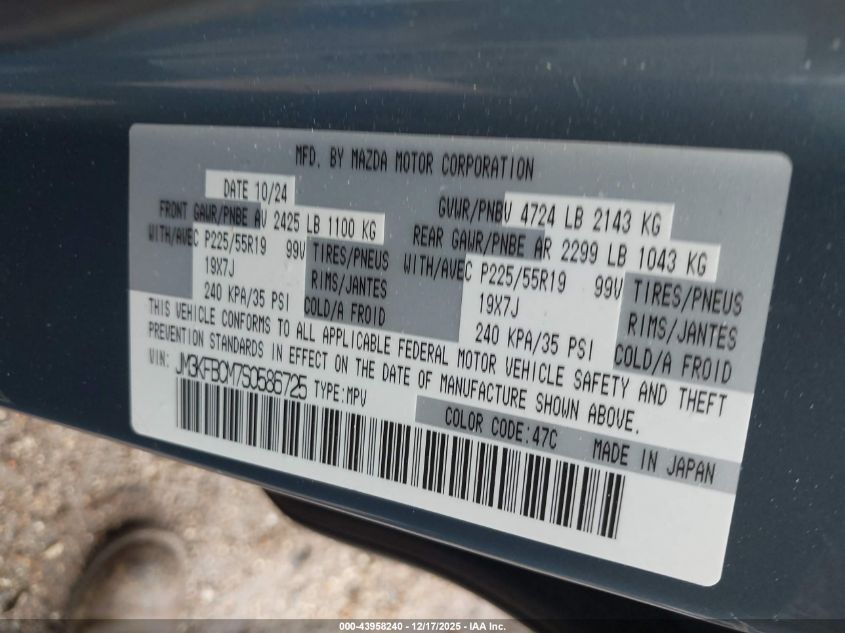 MFD. BY MAZDA MOTOR CORPORATION
DATE 10/24
GVWR/PNBV 4724 LB 2143 KG
FRONT GAWR/PNBE AV 2425 LB 1100 KG
REAR GAWR/PNBE AR 2299 LB 1043 KG
WITH/AVEC P225/55R19 99V TIRES/PNEUS
WITH/AVEC P225/55R19 99V TIRES/PNEUS
19X7J RIMS/JANTES
19X7J RIMS/JANTES
240 KPA/35 PSI COLD/A FROID
240 KPA/35 PSI COLD/A FROID
THIS VEHICLE CONFORMS TO ALL APPLICABLE FEDERAL MOTOR VEHICLE SAFETY AND THEFT
PREVENTION STANDARDS IN EFFECT ON THE DATE OF MANUFACTURE SHOWN ABOVE.
VIN: JM3KFBCM7S0586725 TYPE:MPV
COLOR CODE:47C MADE IN JAPAN
000-43958240 - 12/17/2025 - IAAI Inc.